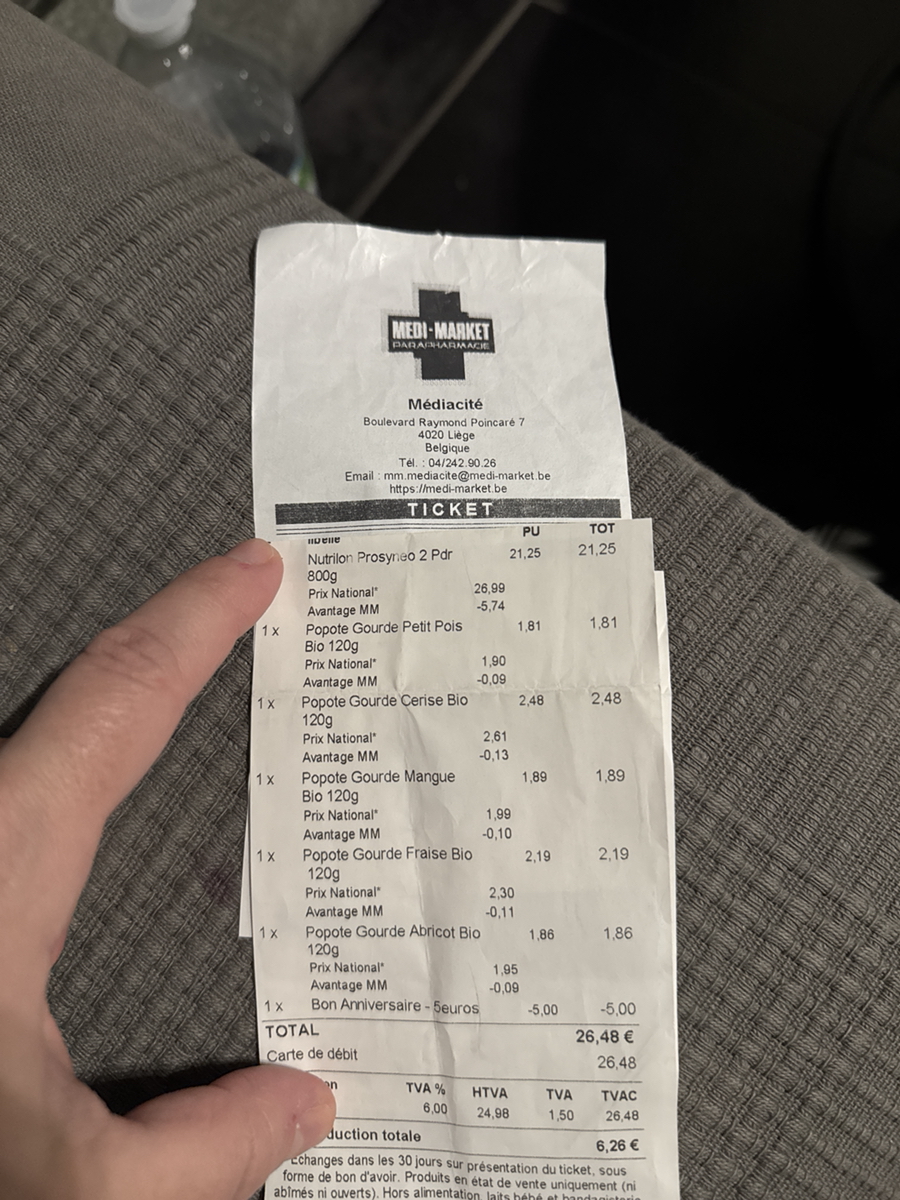 MEDI-MARKET
PARAPHARMACIE
Médiacité
Boulevard Raymond Poincaré 7
4020 Liège
Belgique
Tél. : 04/242.90.26
Email : mm.mediacite@medi-market.be
https://medi-market.be
TICKET
libellé PU TOT
Nutrilon Prosyneo 2 Pdr 21,25 21,25
800g
Prix National* 26,99
Avantage MM -5,74
1 x Popote Gourde Petit Pois 1,81 1,81
Bio 120g
Prix National* 1,90
Avantage MM -0,09
1 x Popote Gourde Cerise Bio 2,48 2,48
120g
Prix National* 2,61
Avantage MM -0,13
1 x Popote Gourde Mangue 1,89 1,89
Bio 120g
Prix National* 1,99
Avantage MM -0,10
1 x Popote Gourde Fraise Bio 2,19 2,19
120g
Prix National* 2,30
Avantage MM -0,11
1 x Popote Gourde Abricot Bio 1,86 1,86
120g
Prix National* 1,95
Avantage MM -0,09
1 x Bon Anniversaire - 5euros -5,00 -5,00
TOTAL 26,48 €
Carte de débit 26,48
TVA % HTVA TVA TVAC
6,00 24,98 1,50 26,48
totale 6,26 €
Echanges dans les 30 jours sur présentation du ticket, sous
forme de bon d'avoir. Produits en état de vente uniquement (ni
abîmés ni ouverts). Hors alimentation, laits bébé et